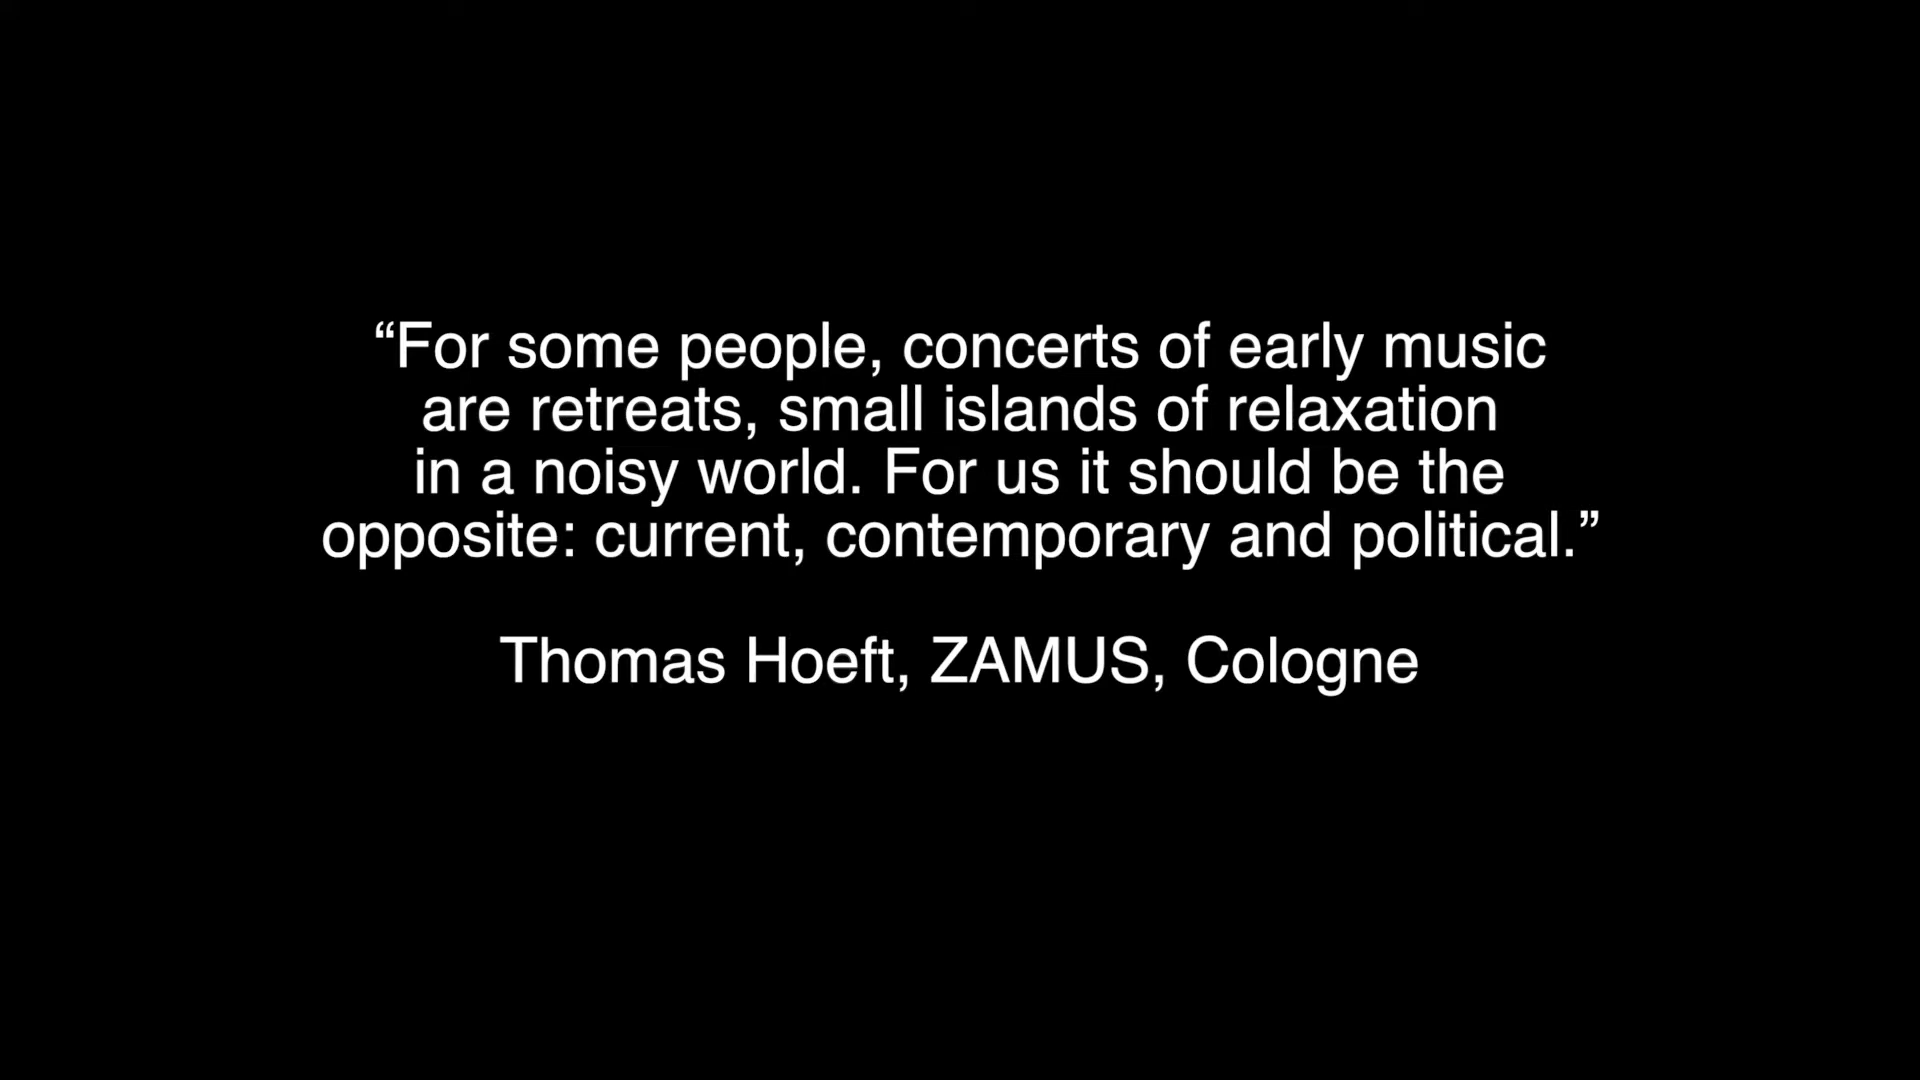 “For some people, concerts of early music
are retreats, small islands of relaxation
in a noisy world. For us it should be the
opposite: current, contemporary and political.”
Thomas Hoeft, ZAMUS, Cologne